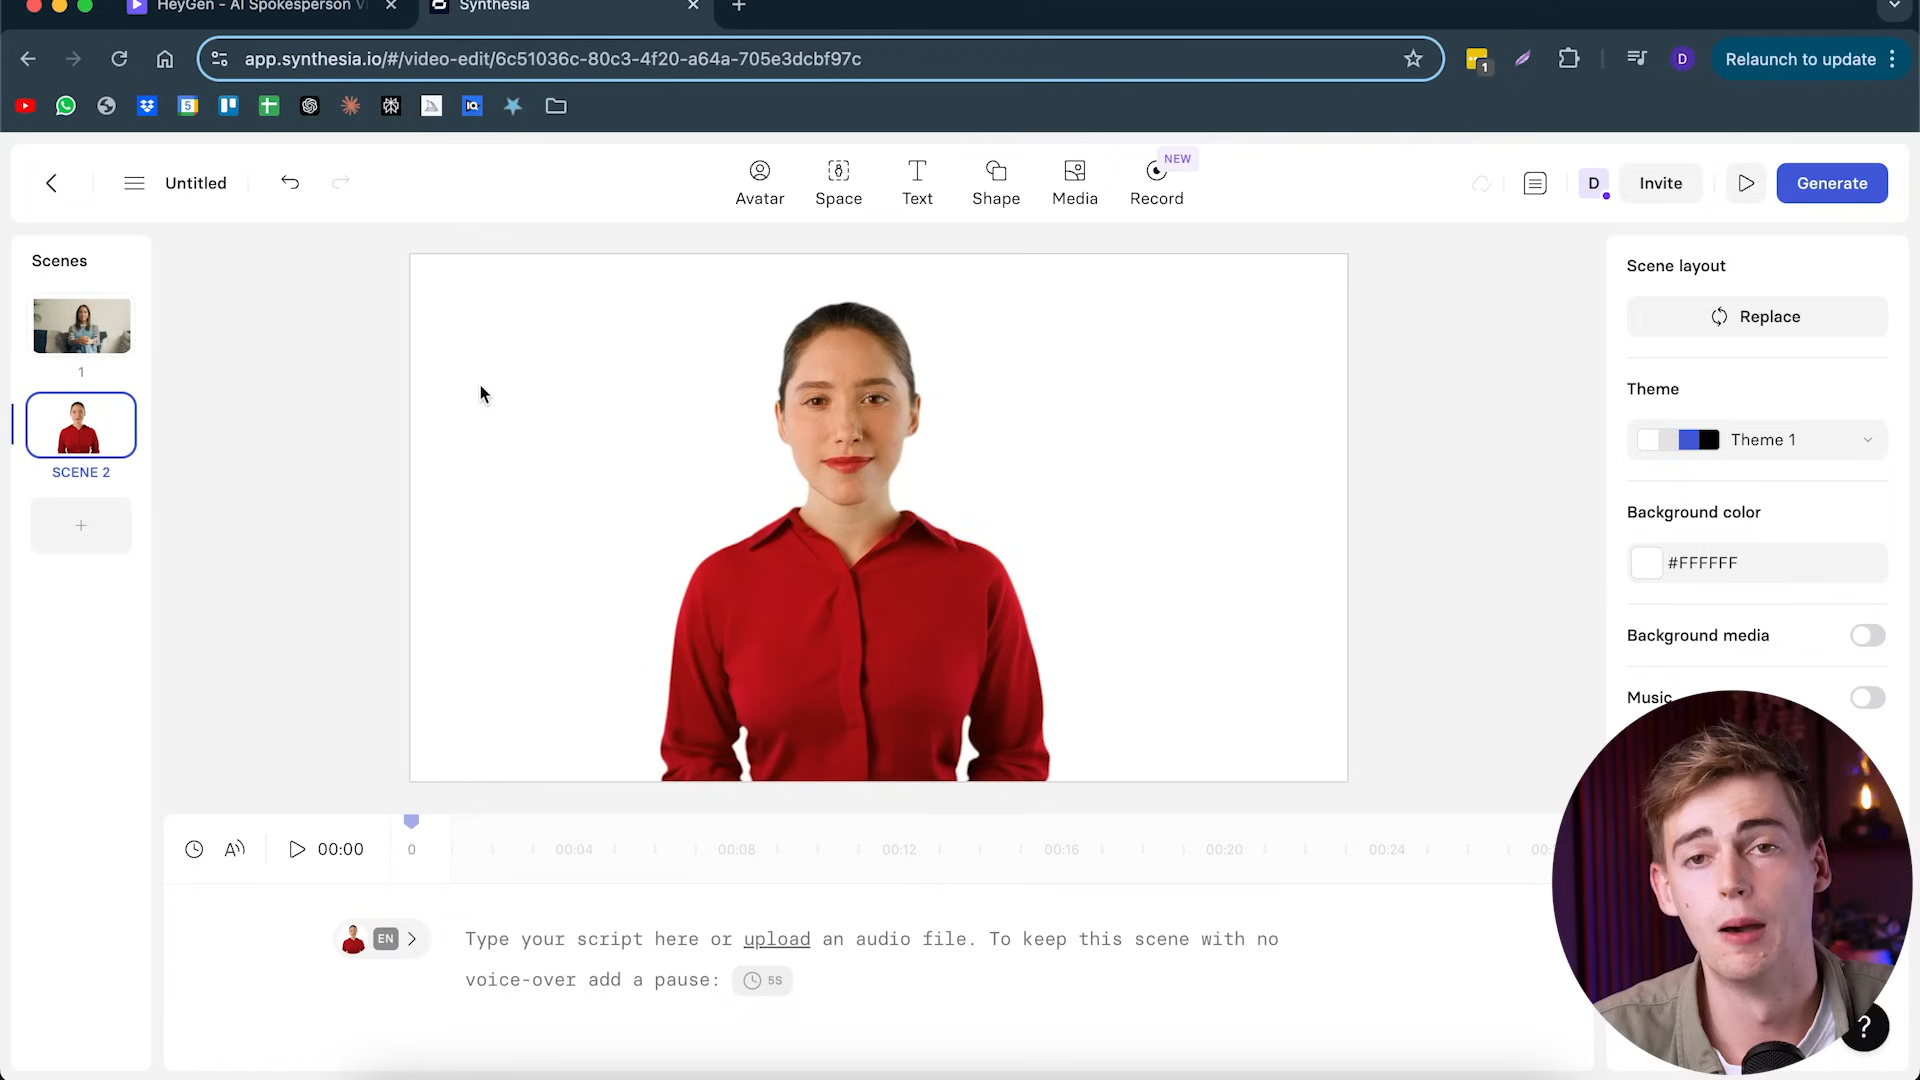 HeyGen - AI Spokesperson V
Synthesia
app.synthesia.io/#/video-edit/6c51036c-80c3-4f20-a64a-705e3dcbf97c
1
D
Relaunch to update
5
IQ
Untitled
Avatar
Space
Text
Shape
Media
Record
NEW
D
Invite
Generate
Scenes
1
SCENE 2
Scene layout
Replace
Theme
Theme 1
Background color
#FFFFFF
Background media
Music
00:00
0
00:04
00:08
00:12
00:16
00:20
00:24
EN
Type your script here or upload an audio file. To keep this scene with no
voice-over add a pause: 5S
?